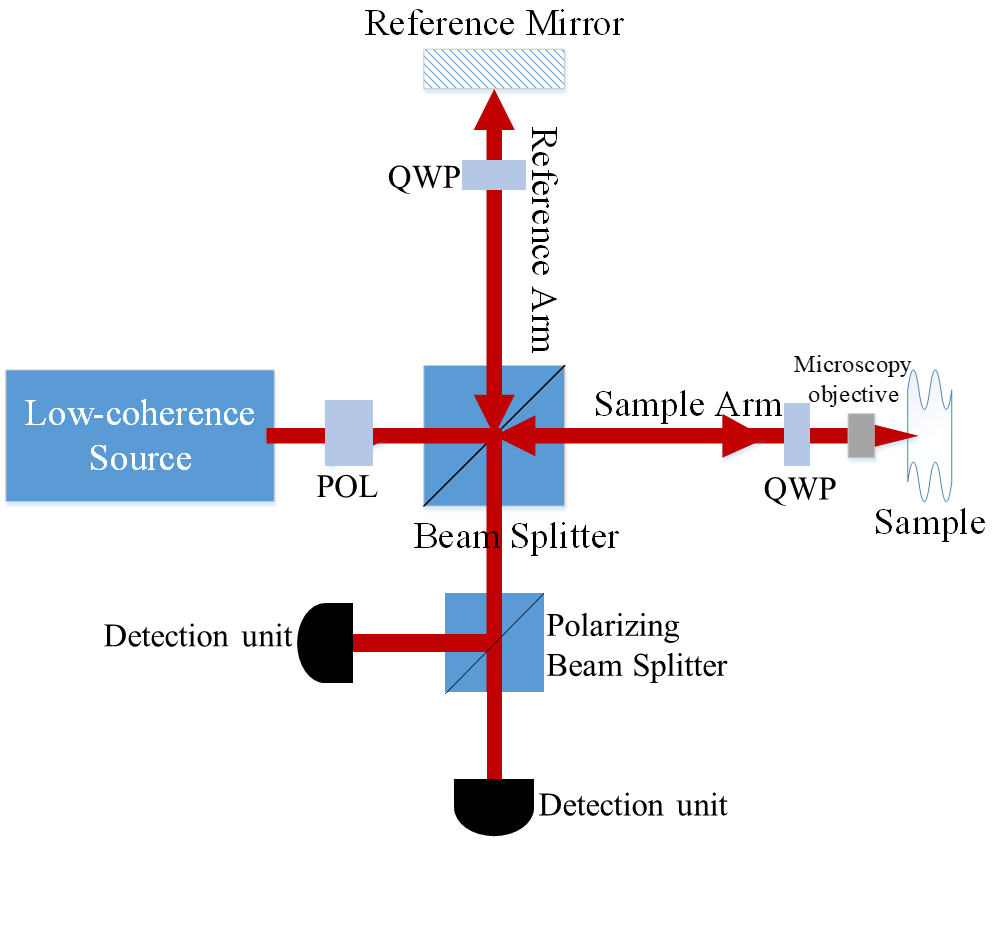 Reference Mirror
QWP
Reference Arm
Low-coherence
Source
POL
Beam Splitter
Sample Arm
Microscopy
objective
QWP
Sample
Detection unit
Polarizing
Beam Splitter
Detection unit